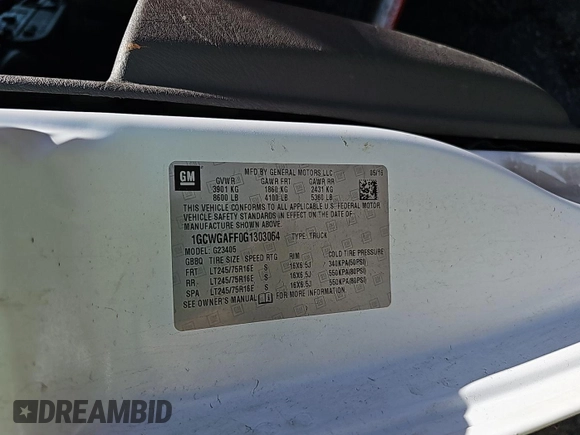 GM
MFD BY GENERAL MOTORS LLC
05/16
GVWR GAWR FRT GAWR RR
3901 KG 1860 KG 2431 KG
8600 LB 4100 LB 5360 LB
THIS VEHICLE CONFORMS TO ALL APPLICABLE U.S. FEDERAL MOTOR
VEHICLE SAFETY STANDARDS IN EFFECT ON THE DATE OF
MANUFACTURE SHOWN ABOVE
1GCWGAFF0G1303064 TYPE: TRUCK
MODEL: G23405
GBBQ TIRE SIZE SPEED RTG RIM COLD TIRE PRESSURE
FRT LT245/75R16E S 16X6.5J 340KPA(50PSI)
RR LT245/75R16E S 16X6.5J 550KPA(80PSI)
SPA LT245/75R16E S 16X6.5J 550KPA(80PSI)
SEE OWNER'S MANUAL FOR MORE INFORMATION
DREAMBID